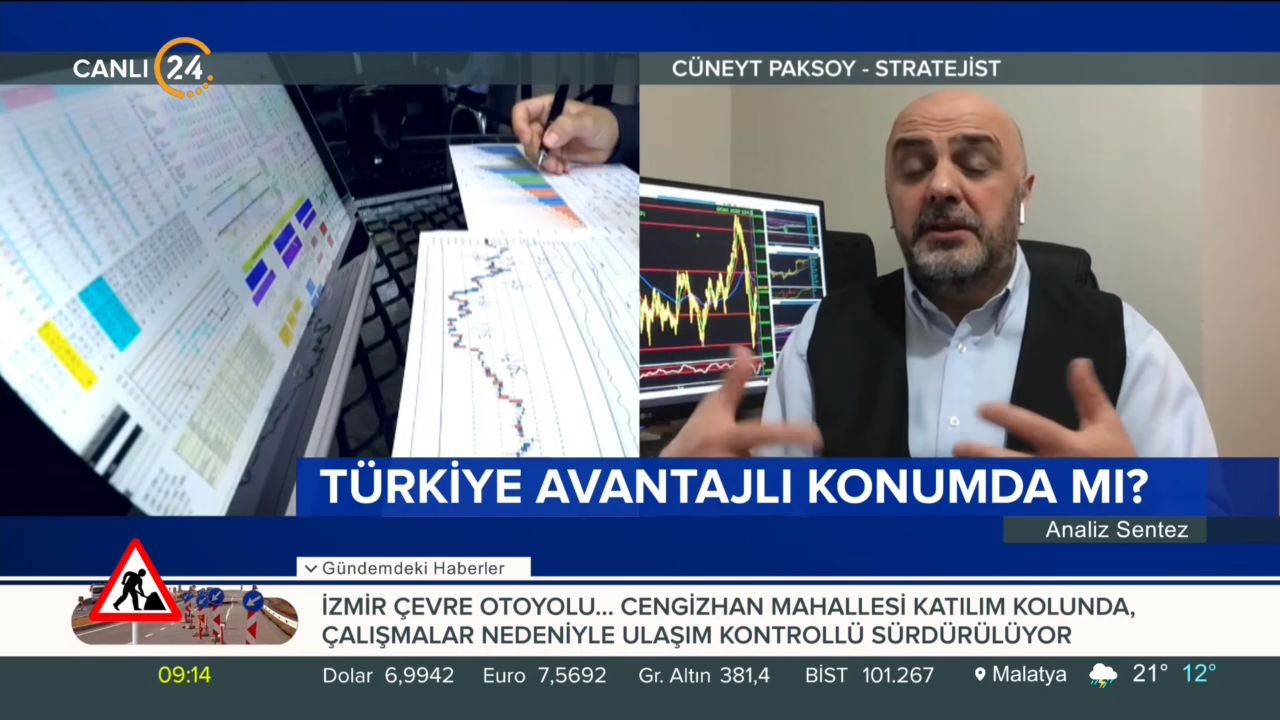 CANLI 24
CÜNEYT PAKSOY - STRATEJİST
TÜRKİYE AVANTAJLI KONUMDA MI?
Analiz Sentez
Gündemdeki Haberler
İZMİR ÇEVRE OTOYOLU... CENGİZHAN MAHALLESİ KATILIM KOLUNDA,
ÇALIŞMALAR NEDENİYLE ULAŞIM KONTROLLÜ SÜRDÜRÜLÜYOR
09:14 Dolar 6,9942 Euro 7,5692 Gr. Altın 381,4 BİST 101.267 Malatya 21° 12°